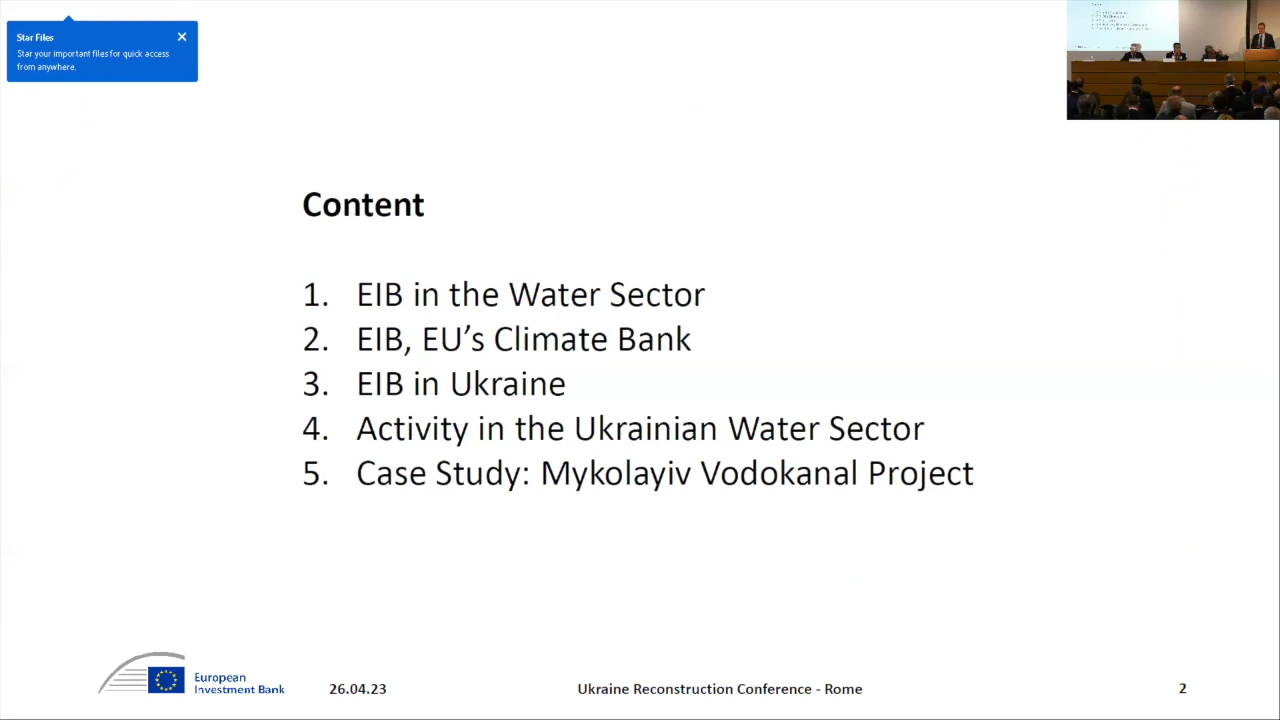 Star Files
Star your important files for quick access
from anywhere.
Content
1. EIB in the Water Sector
2. EIB, EU’s Climate Bank
3. EIB in Ukraine
4. Activity in the Ukrainian Water Sector
5. Case Study: Mykolayiv Vodokanal Project
European
Investment Bank
26.04.23
Ukraine Reconstruction Conference - Rome
2